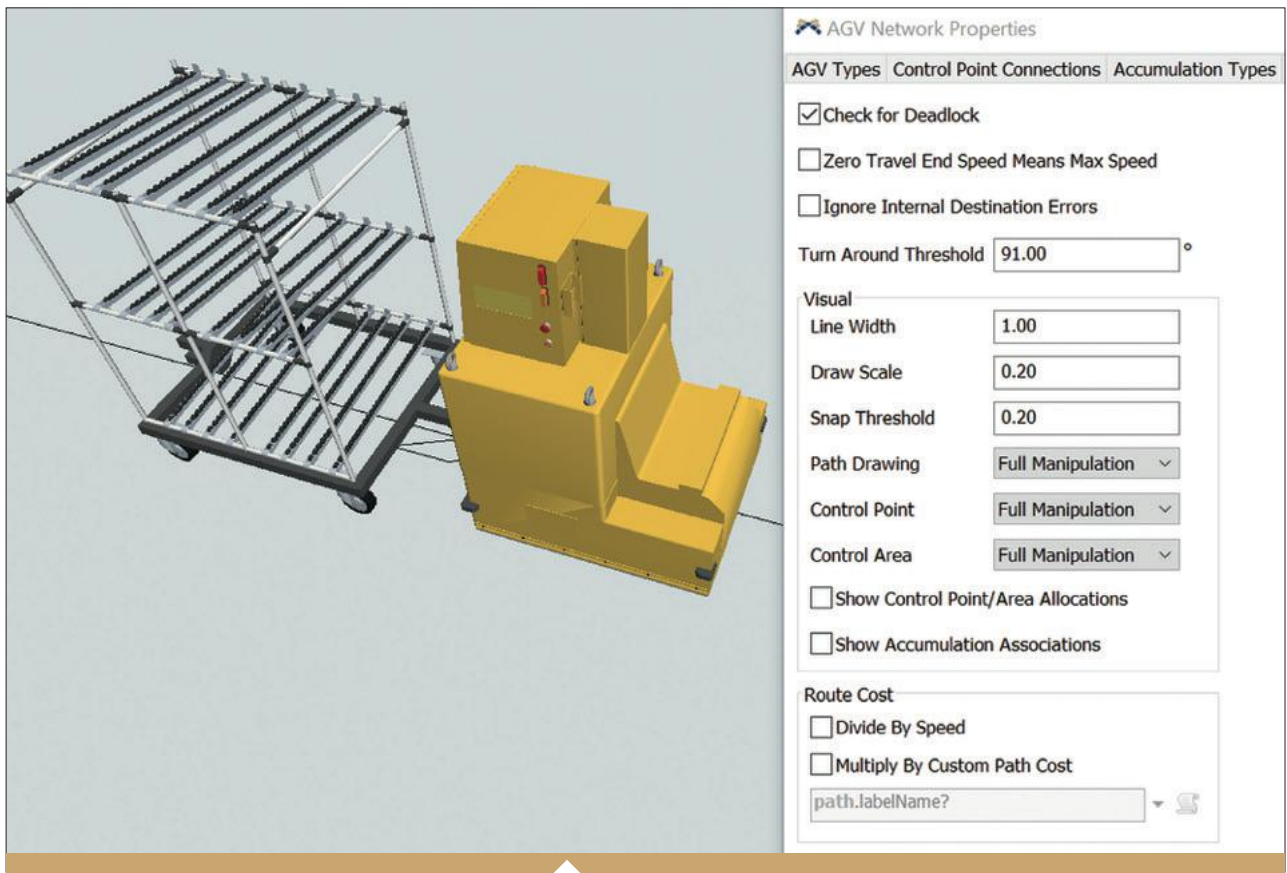 AGV Network Properties
AGV Types Control Point Connections Accumulation Types
Check for Deadlock
Zero Travel End Speed Means Max Speed
Ignore Internal Destination Errors
Turn Around Threshold 91.00 °
Visual
Line Width 1.00
Draw Scale 0.20
Snap Threshold 0.20
Path Drawing Full Manipulation
Control Point Full Manipulation
Control Area Full Manipulation
Show Control Point/Area Allocations
Show Accumulation Associations
Route Cost
Divide By Speed
Multiply By Custom Path Cost
path.labelName?